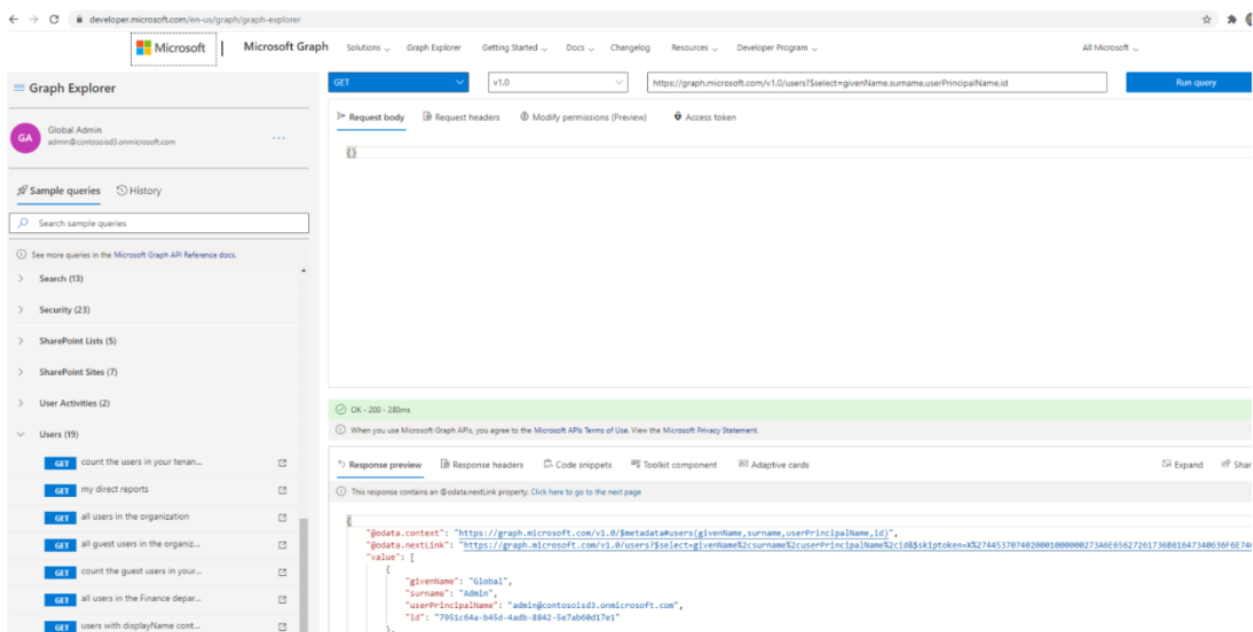 developer.microsoft.com/en-us/graph/graph-explorer
Microsoft
Microsoft Graph
Solutions
Graph Explorer
Getting Started
Docs
Changelog
Resources
Developer Program
All Microsoft
Graph Explorer
GET
v1.0
https://graph.microsoft.com/v1.0/users?$select=givenName,surname,userPrincipalName,id
Run query
GA
Global Admin
admin@contosoisd3.onmicrosoft.com
...
Request body
Request headers
Modify permissions (Preview)
Access token
{}
Sample queries
History
Search sample queries
See more queries in the Microsoft Graph API Reference docs.
Search (13)
Security (23)
SharePoint Lists (5)
SharePoint Sites (7)
User Activities (2)
Users (19)
GET count the users in your tenan...
GET my direct reports
GET all users in the organization
GET all guest users in the organiz...
GET count the guest users in your...
GET all users in the Finance depar...
GET users with displayName cont...
OK - 200 - 280ms
When you use Microsoft Graph APIs, you agree to the Microsoft APIs Terms of Use. View the Microsoft Privacy Statement.
Response preview
Response headers
Code snippets
Toolkit component
Adaptive cards
Expand
Shar
This response contains an @odata.nextLink property. Click here to go to the next page
{
"@odata.context": "https://graph.microsoft.com/v1.0/$metadata#users(givenName,surname,userPrincipalName,id)",
"@odata.nextLink":
"value": [
{
"givenName": "Global",
"surname": "Admin",
"userPrincipalName": "admin@contosoisd3.onmicrosoft.com",
"id": "7951c64a-b45d-4adb-8842-5e7ab60d17e1"
},